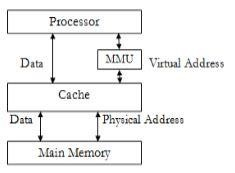 Processor
Data
MMU
Virtual Address
Cache
Data
Physical Address
Main Memory